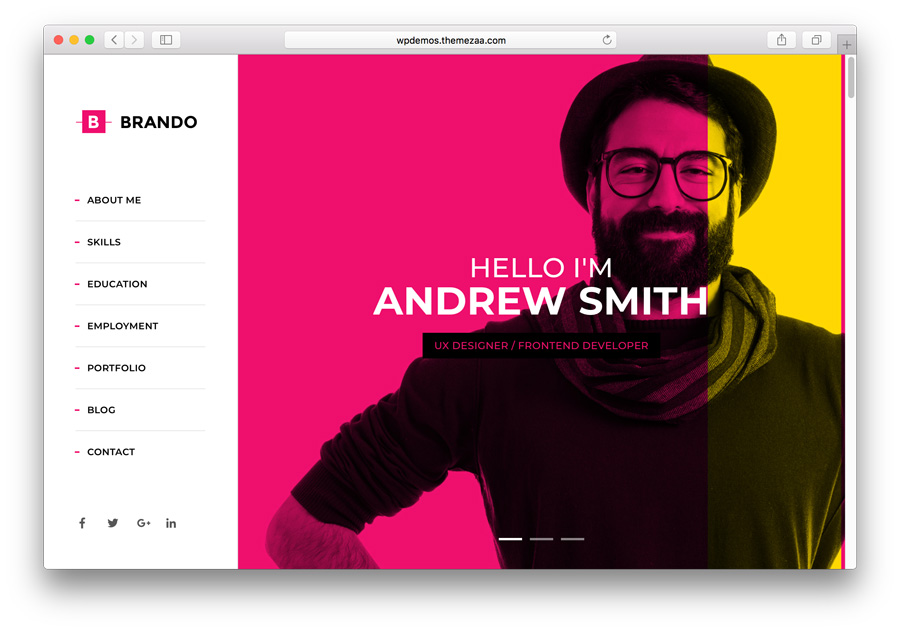 wpdemos.themezaa.com
B BRANDO
ABOUT ME
SKILLS
EDUCATION
EMPLOYMENT
PORTFOLIO
BLOG
CONTACT
HELLO I'M
ANDREW SMITH
UX DESIGNER / FRONTEND DEVELOPER